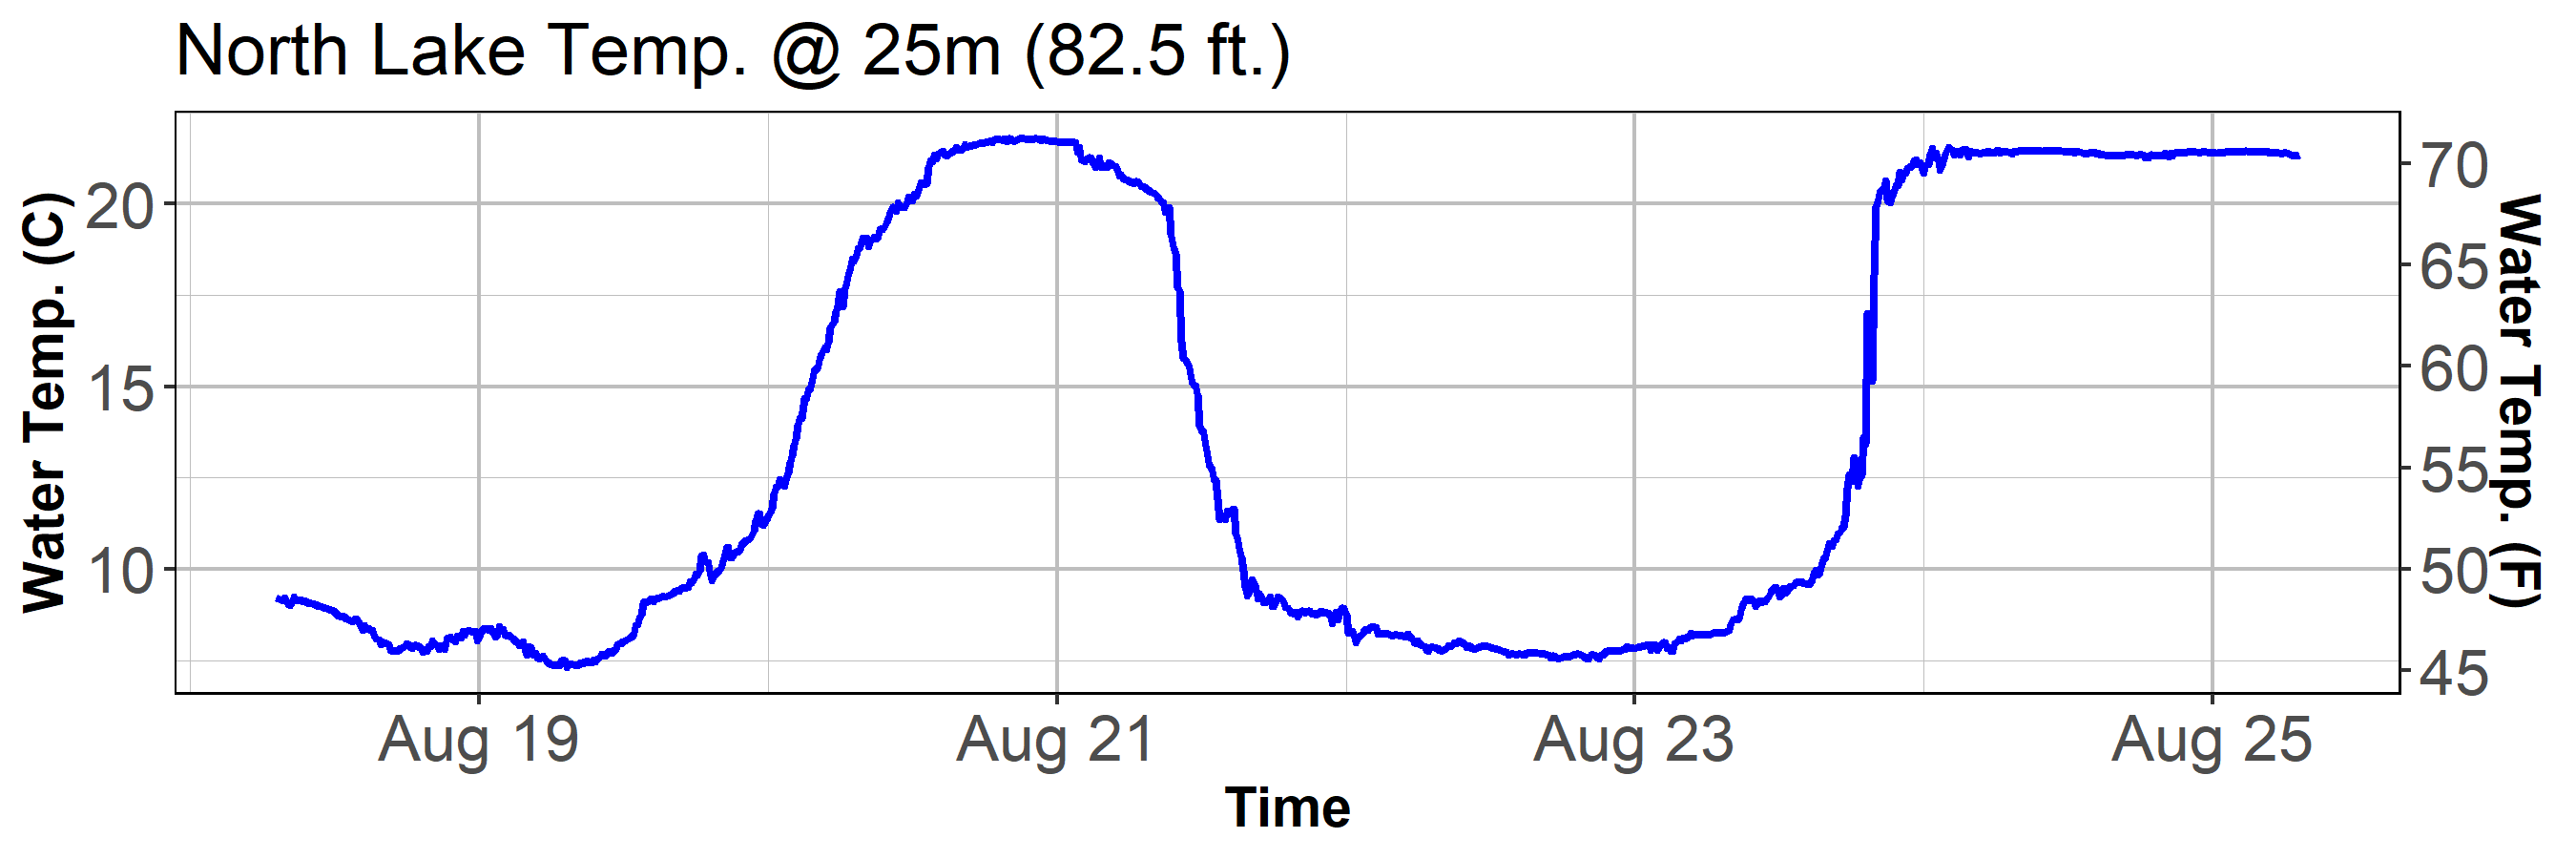 North Lake Temp. @ 25m (82.5 ft.)
Water Temp. (C)
20
15
10
70
65
60
55
50
45
Water Temp. (F)
Aug 19
Aug 21
Aug 23
Aug 25
Time